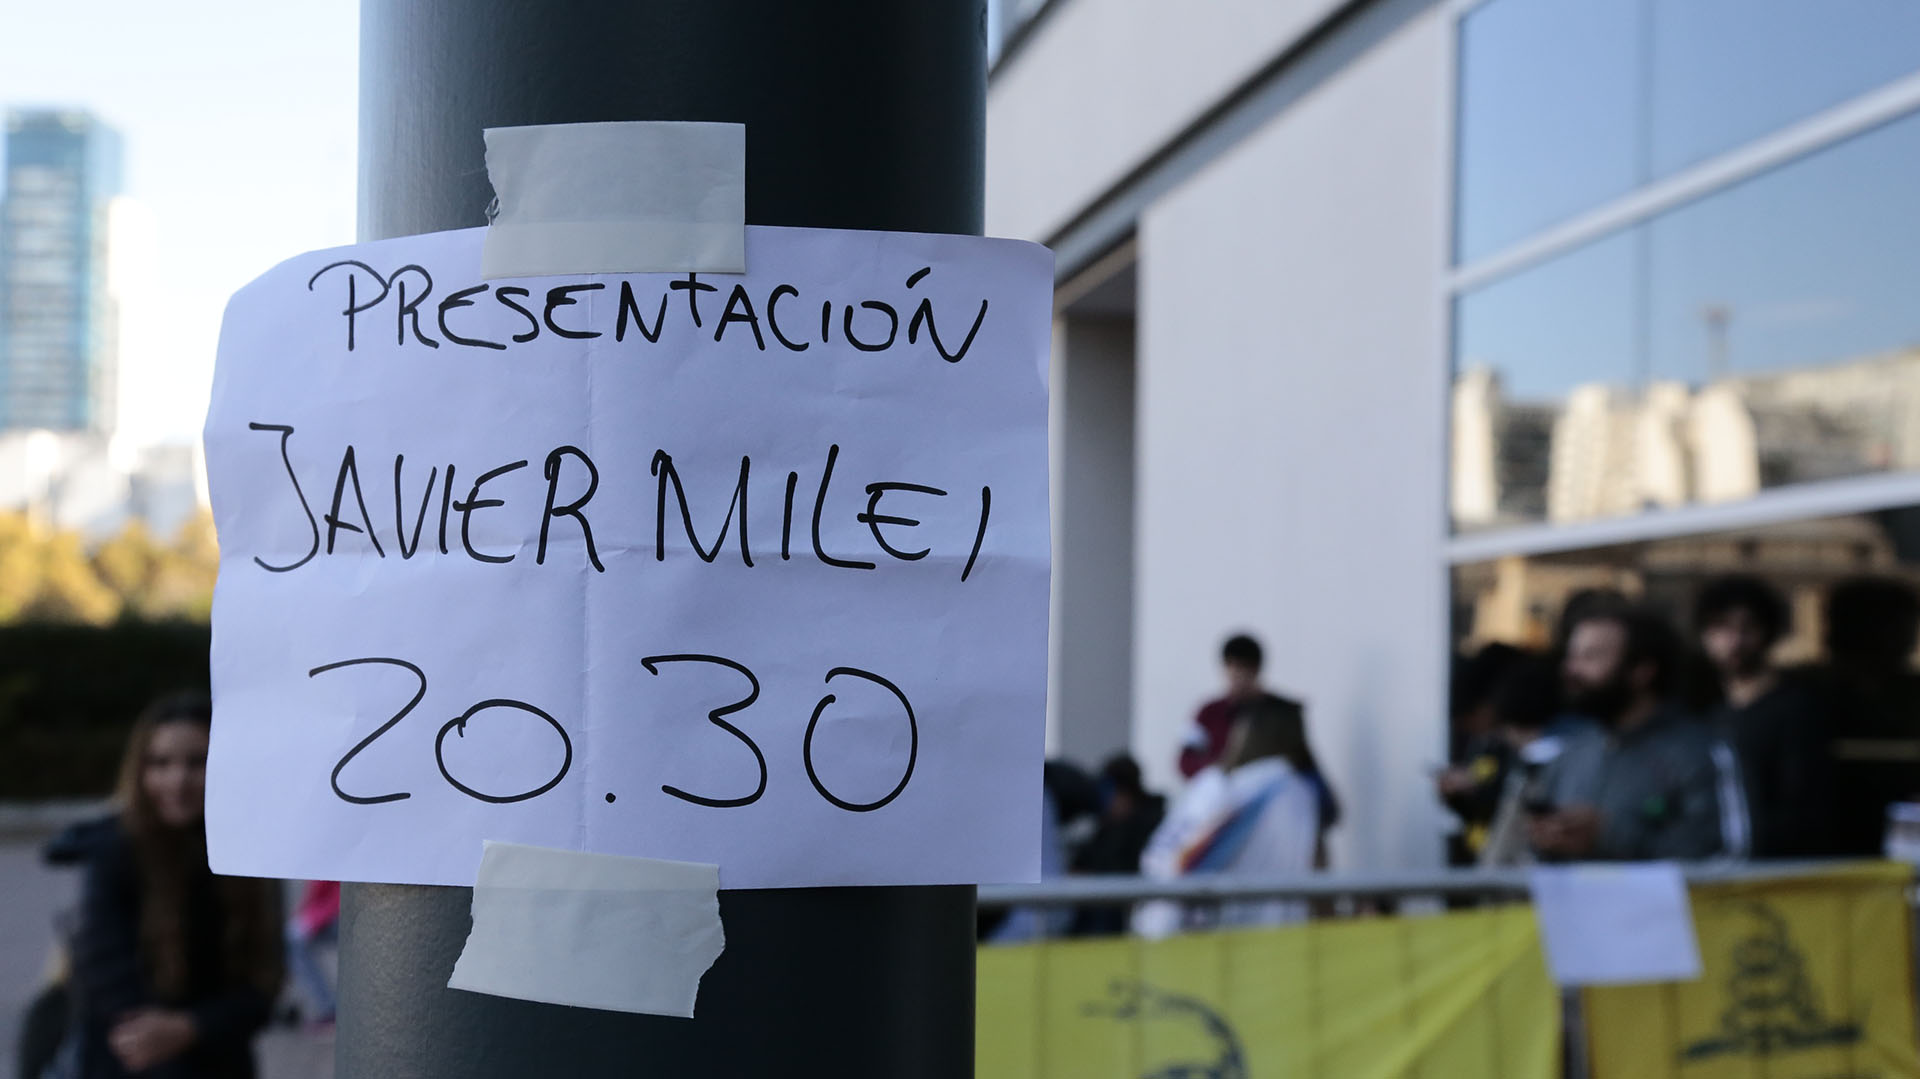 PRESENTACIÓN
JAVIER MILEI
20.30